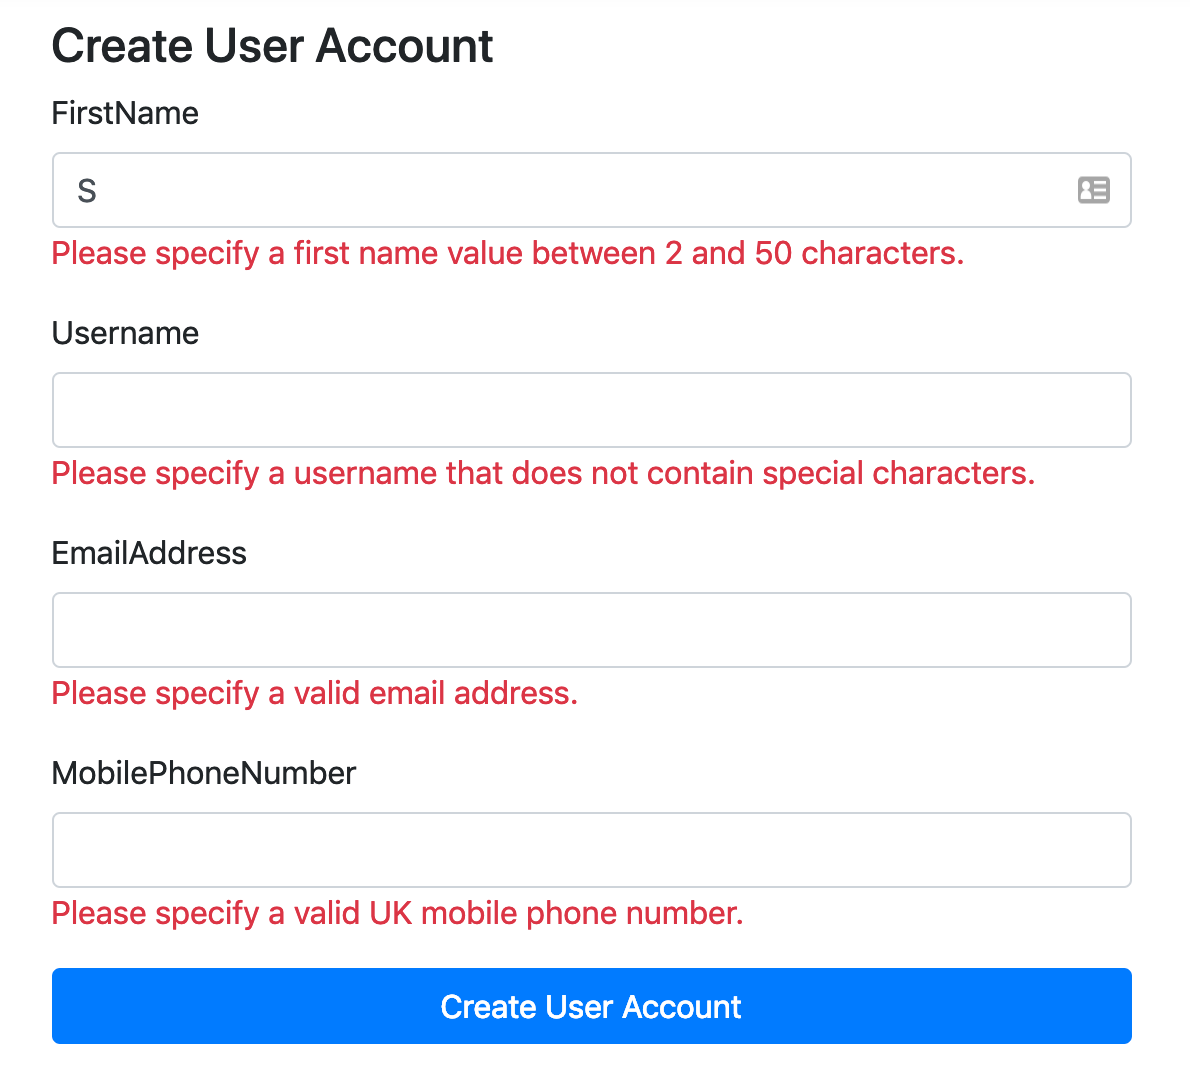 Create User Account
FirstName
S
Please specify a first name value between 2 and 50 characters.
Username
Please specify a username that does not contain special characters.
EmailAddress
Please specify a valid email address.
MobilePhoneNumber
Please specify a valid UK mobile phone number.
Create User Account